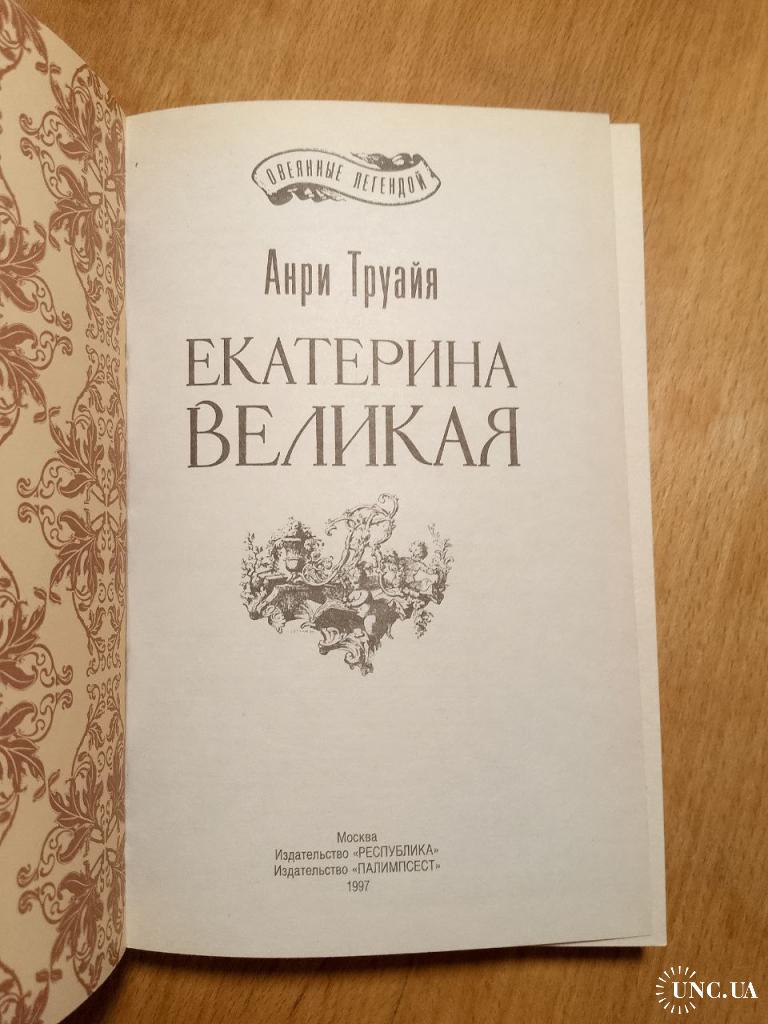 ОВЕЯННЫЕ ЛЕГЕНДОЙ
Анри Труайя
ЕКАТЕРИНА
ВЕЛИКАЯ
Москва
Издательство «РЕСПУБЛИКА»
Издательство «ПАЛИМПСЕСТ»
1997
UNC.UA